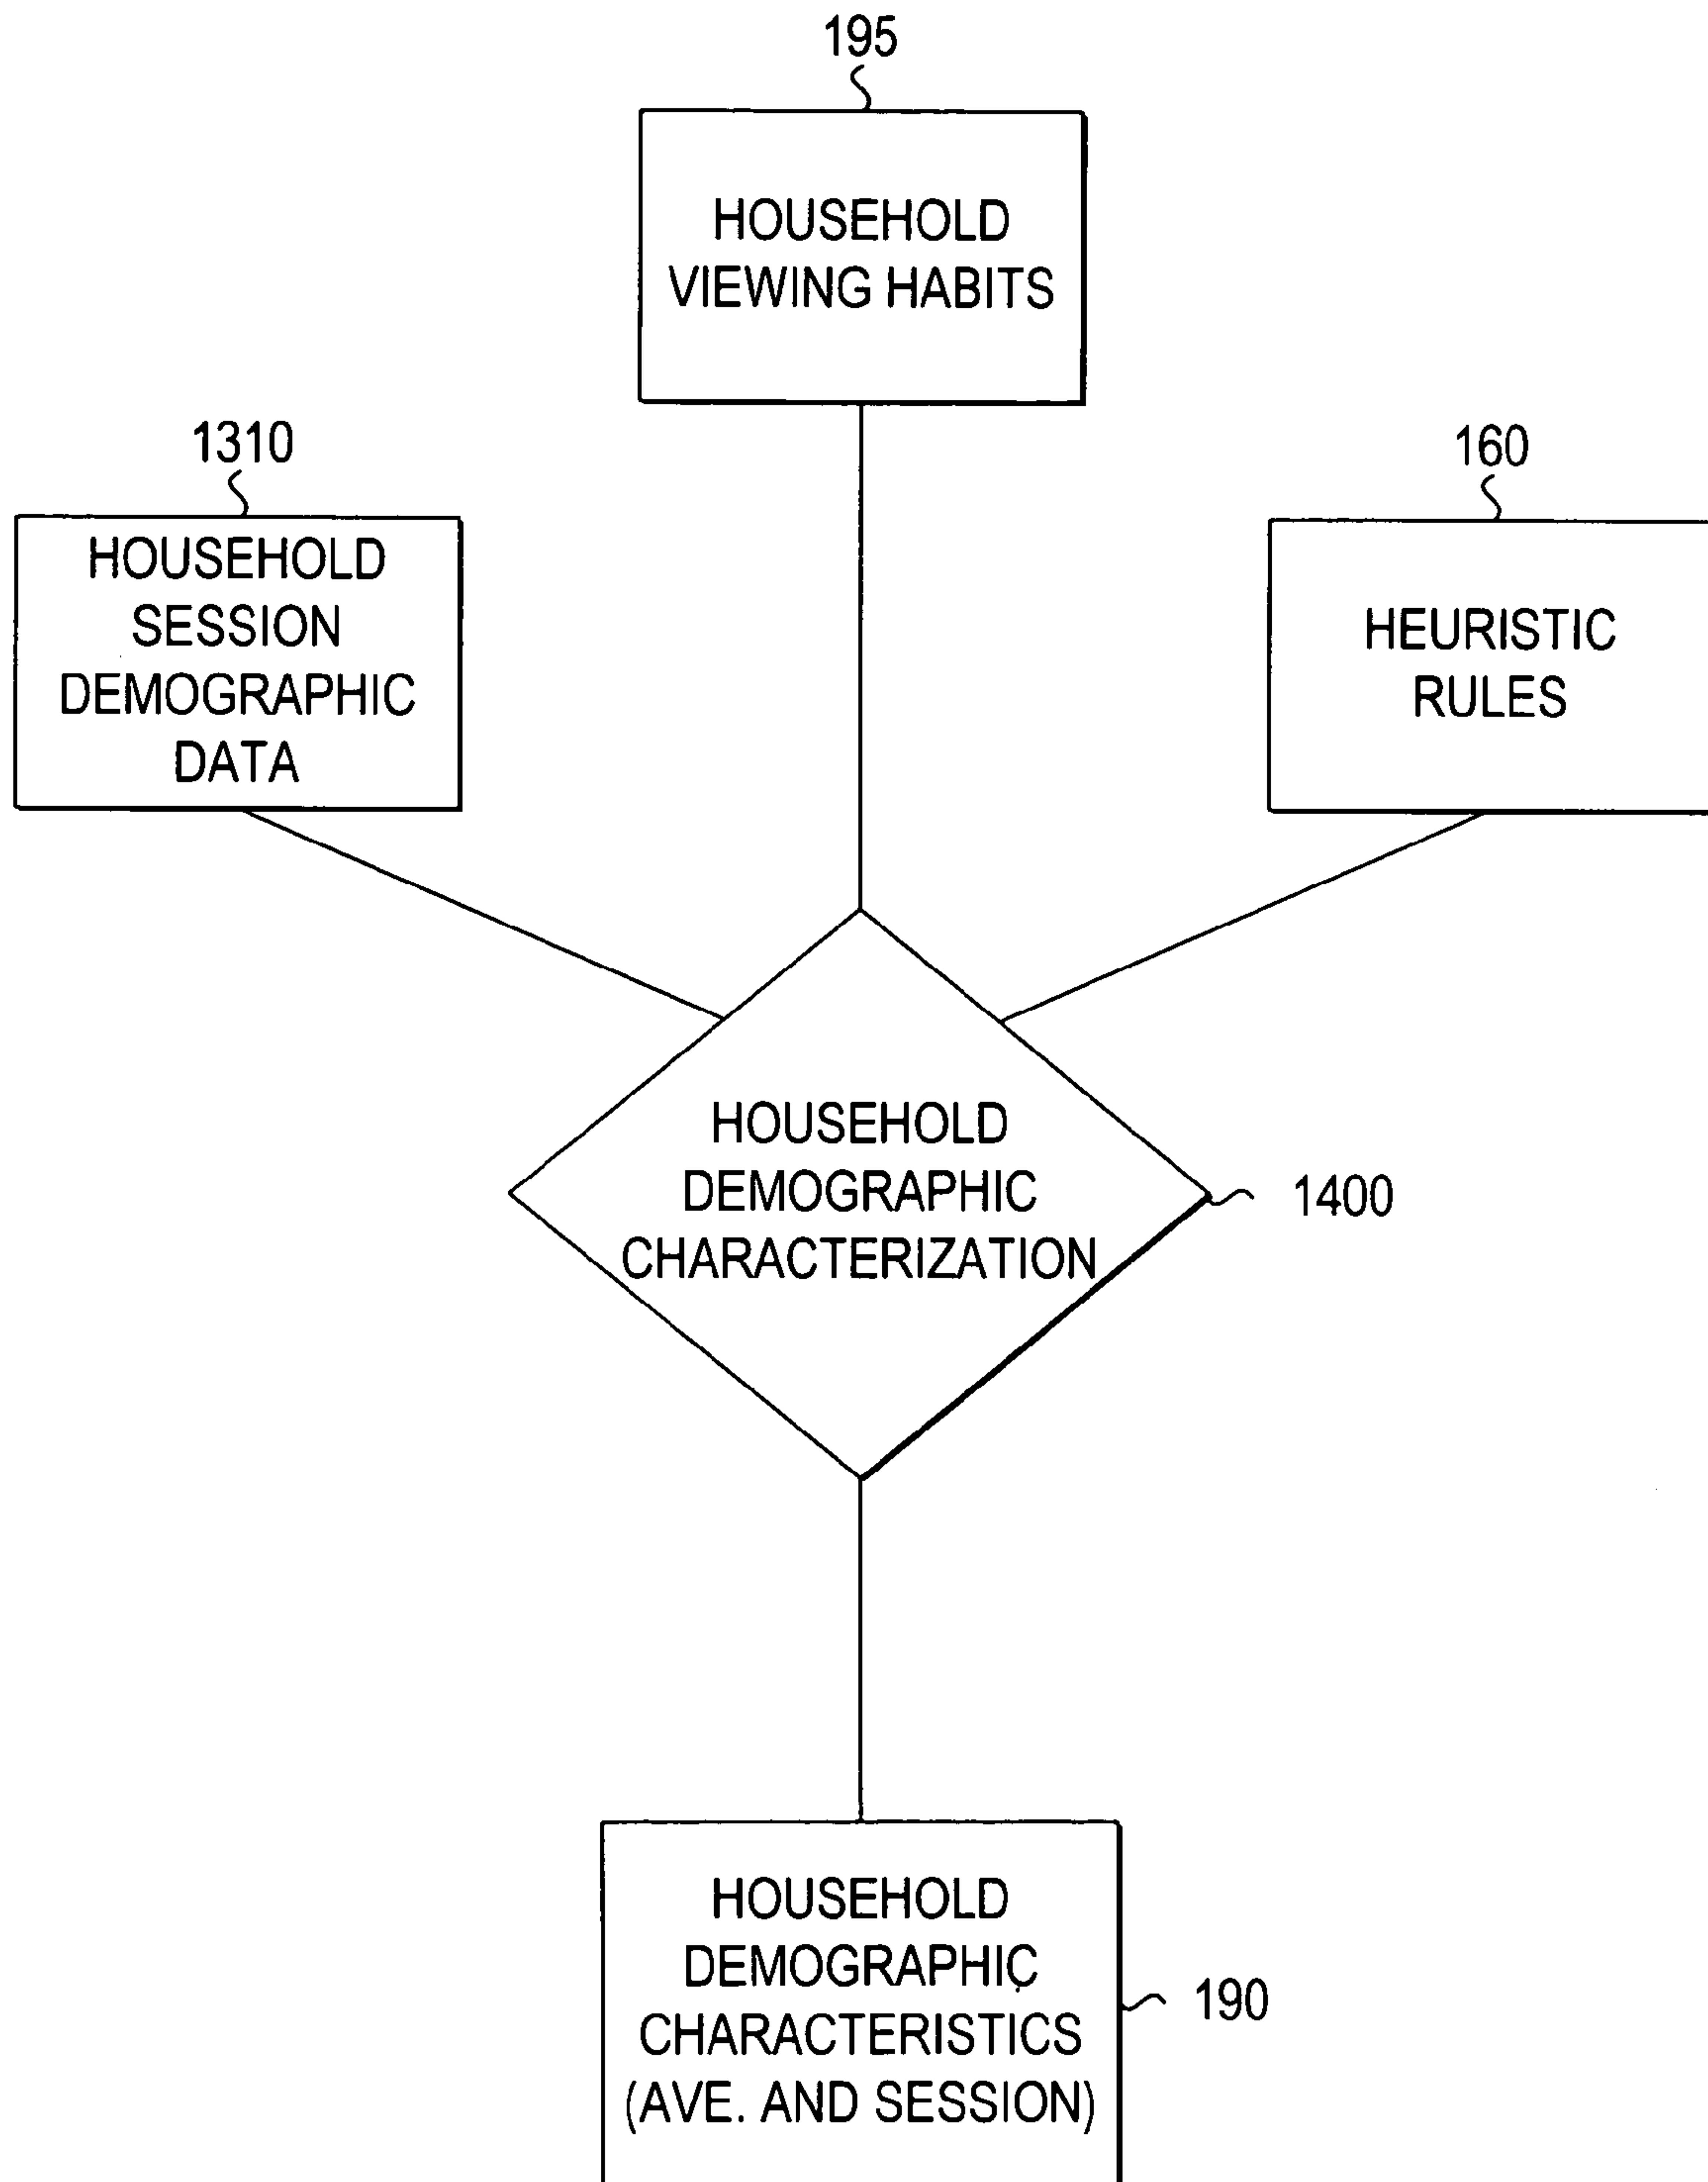 195
HOUSEHOLD
VIEWING HABITS
1310
HOUSEHOLD
SESSION
DEMOGRAPHIC
DATA
160
HEURISTIC
RULES
HOUSEHOLD
DEMOGRAPHIC
CHARACTERIZATION
1400
HOUSEHOLD
DEMOGRAPHIC
CHARACTERISTICS
(AVE. AND SESSION)
190